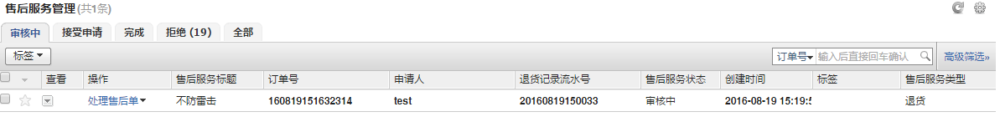 售后服务管理(共1条)
审核中 接受申请 完成 拒绝 (19) 全部
标签 订单号 输入后直接回车确认 高级筛选»
查看 操作 售后服务标题 订单号 申请人 退货记录流水号 售后服务状态 创建时间 标签 售后服务类型
处理售后单 不防雷击 160819151632314 test 20160819150033 审核中 2016-08-19 15:19:5 退货